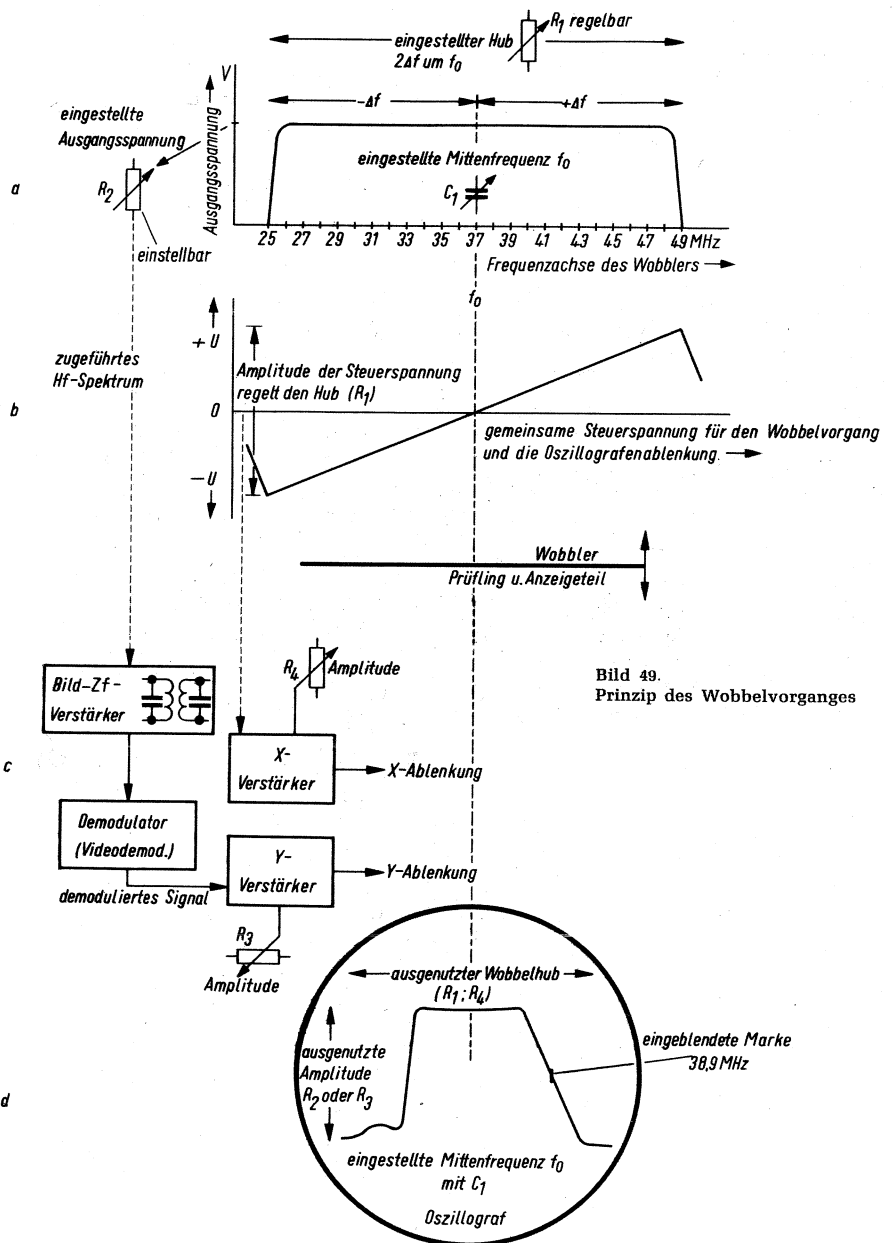 R1 regelbar
eingestellter Hub
2Δf um f0
V
Ausgangsspannung
-Δf
+Δf
eingestellte
Ausgangsspannung
eingestellte Mittenfrequenz f0
a
R2
C1
einstellbar
25 27 29 31 33 35 37 39 41 43 45 47 49 MHz
Frequenzachse des Wobblers
f0
+ U
zugeführtes
Hf-Spektrum
Amplitude der Steuerspannung
regelt den Hub (R1)
b
0
gemeinsame Steuerspannung für den Wobbelvorgang
und die Oszillografenablenkung
- U
Wobbler
Prüfling u. Anzeigeteil
R4
Amplitude
Bild 49.
Prinzip des Wobbelvorganges
Bild-Zf-
Verstärker
c
X-
Verstärker
X-Ablenkung
Demodulator
(Videodemod.)
Y-
Verstärker
Y-Ablenkung
demoduliertes Signal
R3
Amplitude
ausgenutzter Wobbelhub
(R1; R4)
ausgenutzte
Amplitude
R2 oder R3
eingeblendete Marke
38,9 MHz
d
eingestellte Mittenfrequenz f0
mit C1
Oszillograf